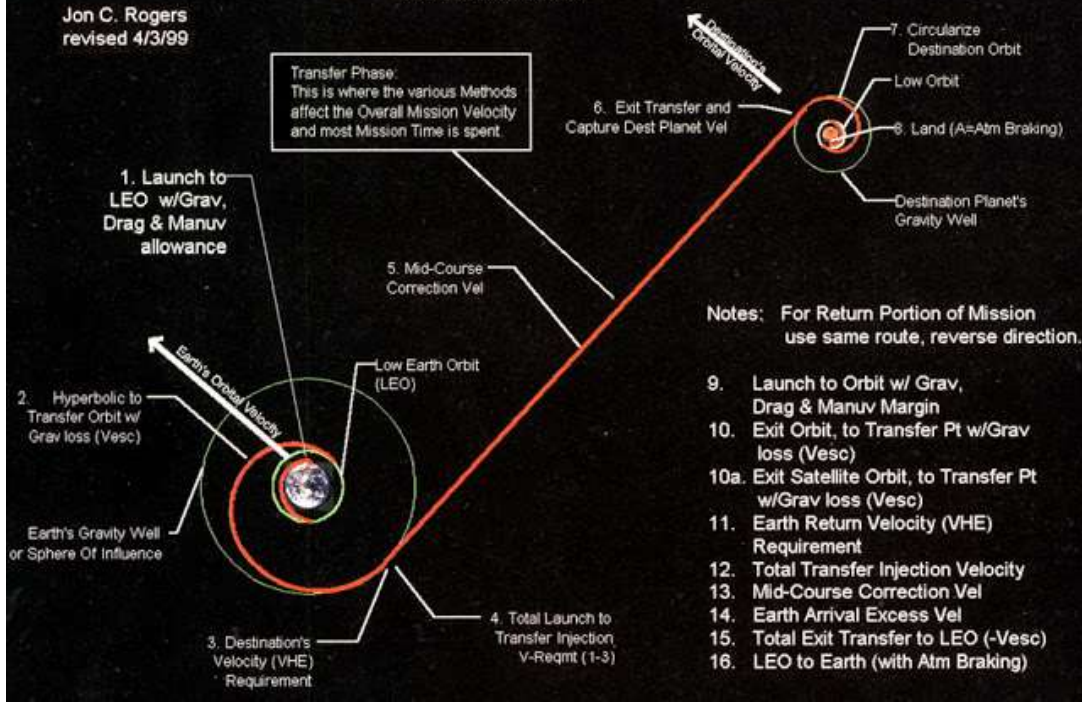 Jon C. Rogers
revised 4/3/99
Transfer Phase:
This is where the various Methods
affect the Overall Mission Velocity
and most Mission Time is spent.
Destination's
Orbital Velocity
7. Circularize
Destination Orbit
Low Orbit
6. Exit Transfer and
Capture Dest Planet Vel
8. Land (A=Atm Braking)
Destination Planet's
Gravity Well
1. Launch to
LEO w/Grav,
Drag & Manuv
allowance
5. Mid-Course
Correction Vel
Earth's Orbital Velocity
Low Earth Orbit
(LEO)
2. Hyperbolic to
Transfer Orbit w/
Grav loss (Vesc)
Earth's Gravity Well
or Sphere Of Influence
3. Destination's
Velocity (VHE)
Requirement
4. Total Launch to
Transfer Injection
V-Reqmt (1-3)
Notes: For Return Portion of Mission
use same route, reverse direction.
9. Launch to Orbit w/ Grav,
Drag & Manuv Margin
10. Exit Orbit, to Transfer Pt w/Grav
loss (Vesc)
10a. Exit Satellite Orbit, to Transfer Pt
w/Grav loss (Vesc)
11. Earth Return Velocity (VHE)
Requirement
12. Total Transfer Injection Velocity
13. Mid-Course Correction Vel
14. Earth Arrival Excess Vel
15. Total Exit Transfer to LEO (-Vesc)
16. LEO to Earth (with Atm Braking)